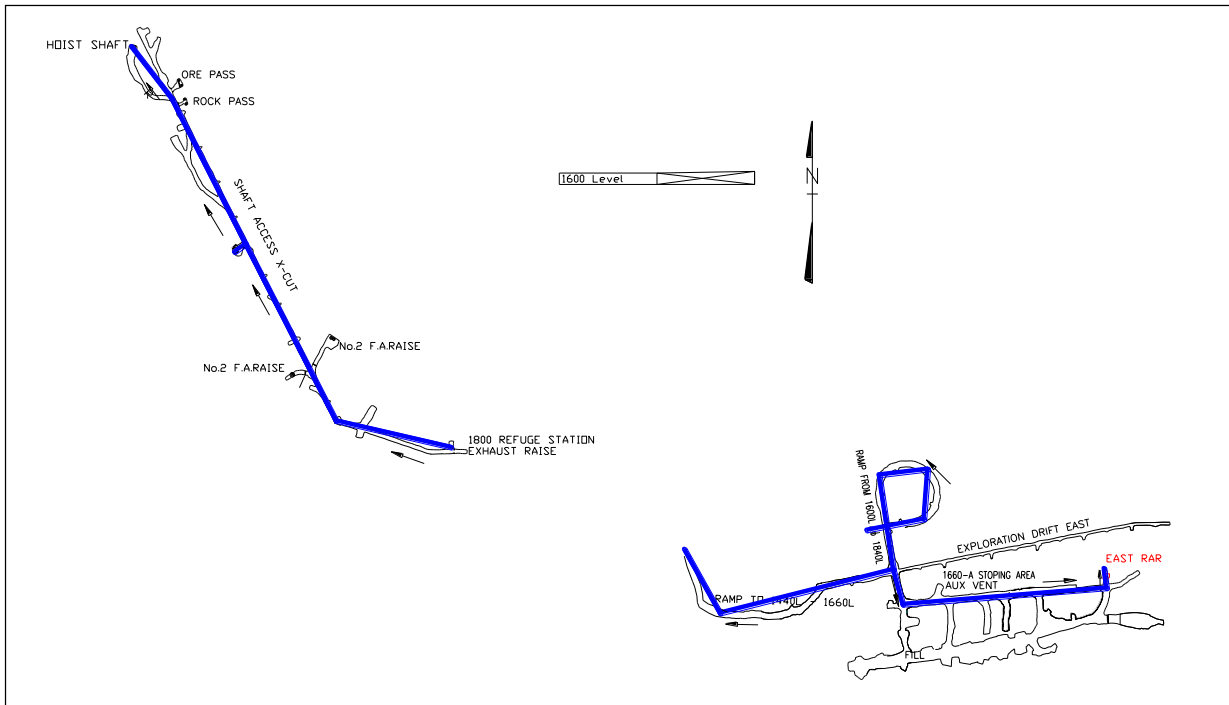 HOIST SHAFT
ORE PASS
ROCK PASS
1600 Level
N
SHAFT ACCESS X-CUT
No.2 F.A.RAISE
No.2 F.A.RAISE
1800 REFUGE STATION
EXHAUST RAISE
RAMP FROM 1600L
1840L
EXPLORATION DRIFT EAST
EAST RAR
1660-A STOPING AREA
AUX VENT
RAMP TO 1440L
1660L
FILL